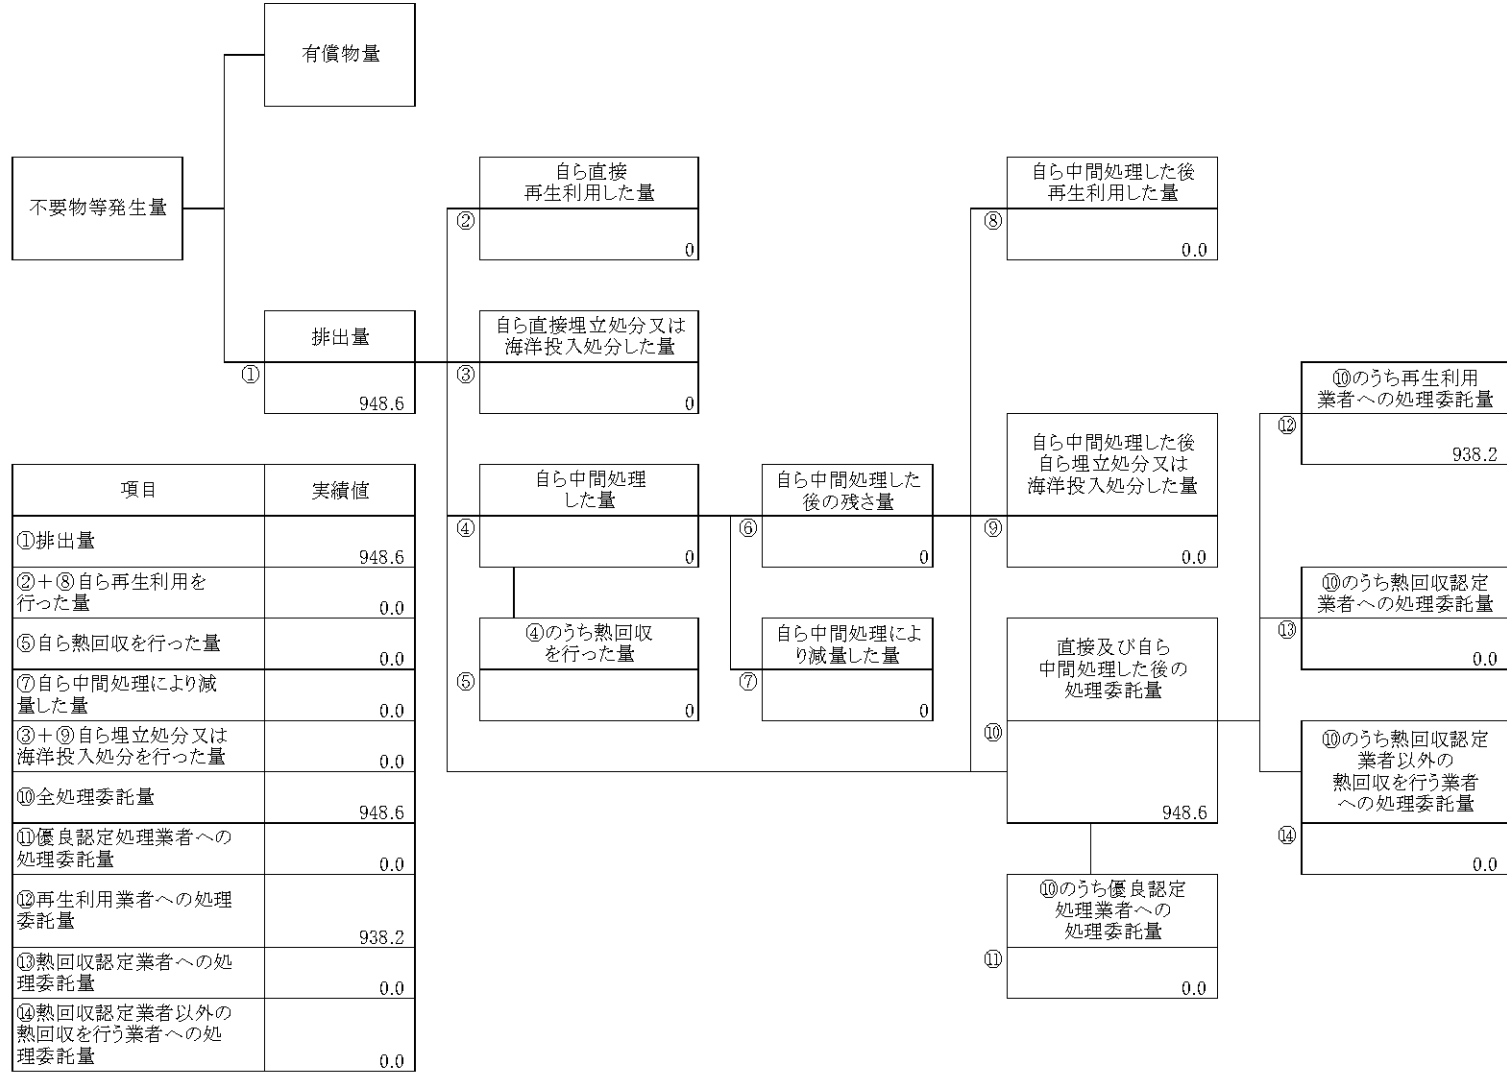 有償物量
不要物等発生量
自ら直接
再生利用した量
②
0
自ら中間処理した後
再生利用した量
⑧
0.0
排出量
①
948.6
自ら直接埋立処分又は
海洋投入処分した量
③
0
⑩のうち再生利用
業者への処理委託量
⑫
938.2
自ら中間処理
した量
④
0
自ら中間処理した
後の残さ量
⑥
0
自ら中間処理した後
自ら埋立処分又は
海洋投入処分した量
⑨
0.0
⑩のうち熱回収認定
業者への処理委託量
⑬
0.0
④のうち熱回収
を行った量
⑤
0
自ら中間処理によ
り減量した量
⑦
0
直接及び自ら
中間処理した後の
処理委託量
⑩
948.6
⑩のうち熱回収認定
業者以外の
熱回収を行う業者
への処理委託量
⑭
0.0
⑩のうち優良認定
処理業者への
処理委託量
⑪
0.0
項目 実績値
①排出量
948.6
②+⑧自ら再生利用を
行った量
0.0
⑤自ら熱回収を行った量
0.0
⑦自ら中間処理により減
量した量
0.0
③+⑨自ら埋立処分又は
海洋投入処分を行った量
0.0
⑩全処理委託量
948.6
⑪優良認定処理業者への
処理委託量
0.0
⑫再生利用業者への処理
委託量
938.2
⑬熱回収認定業者への処
理委託量
0.0
⑭熱回収認定業者以外の
熱回収を行う業者への処
理委託量
0.0